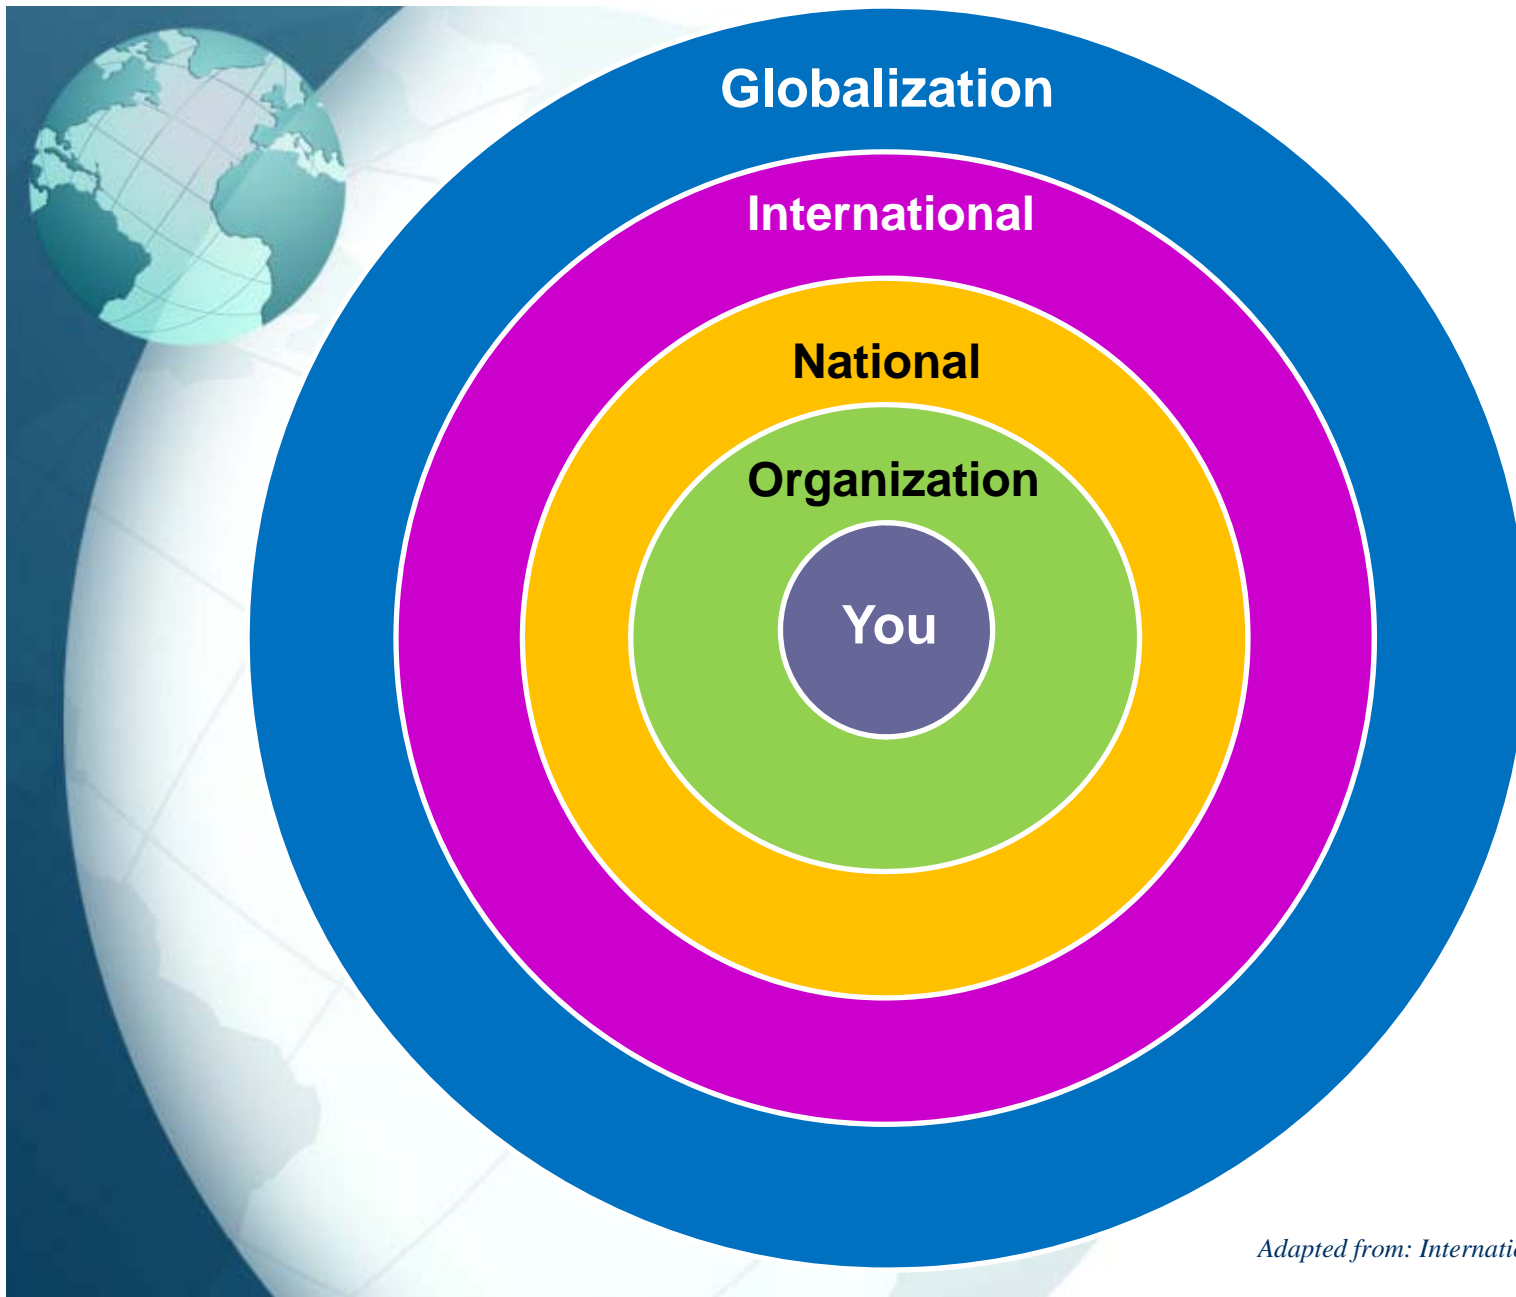 Globalization
International
National
Organization
You
Adapted from: